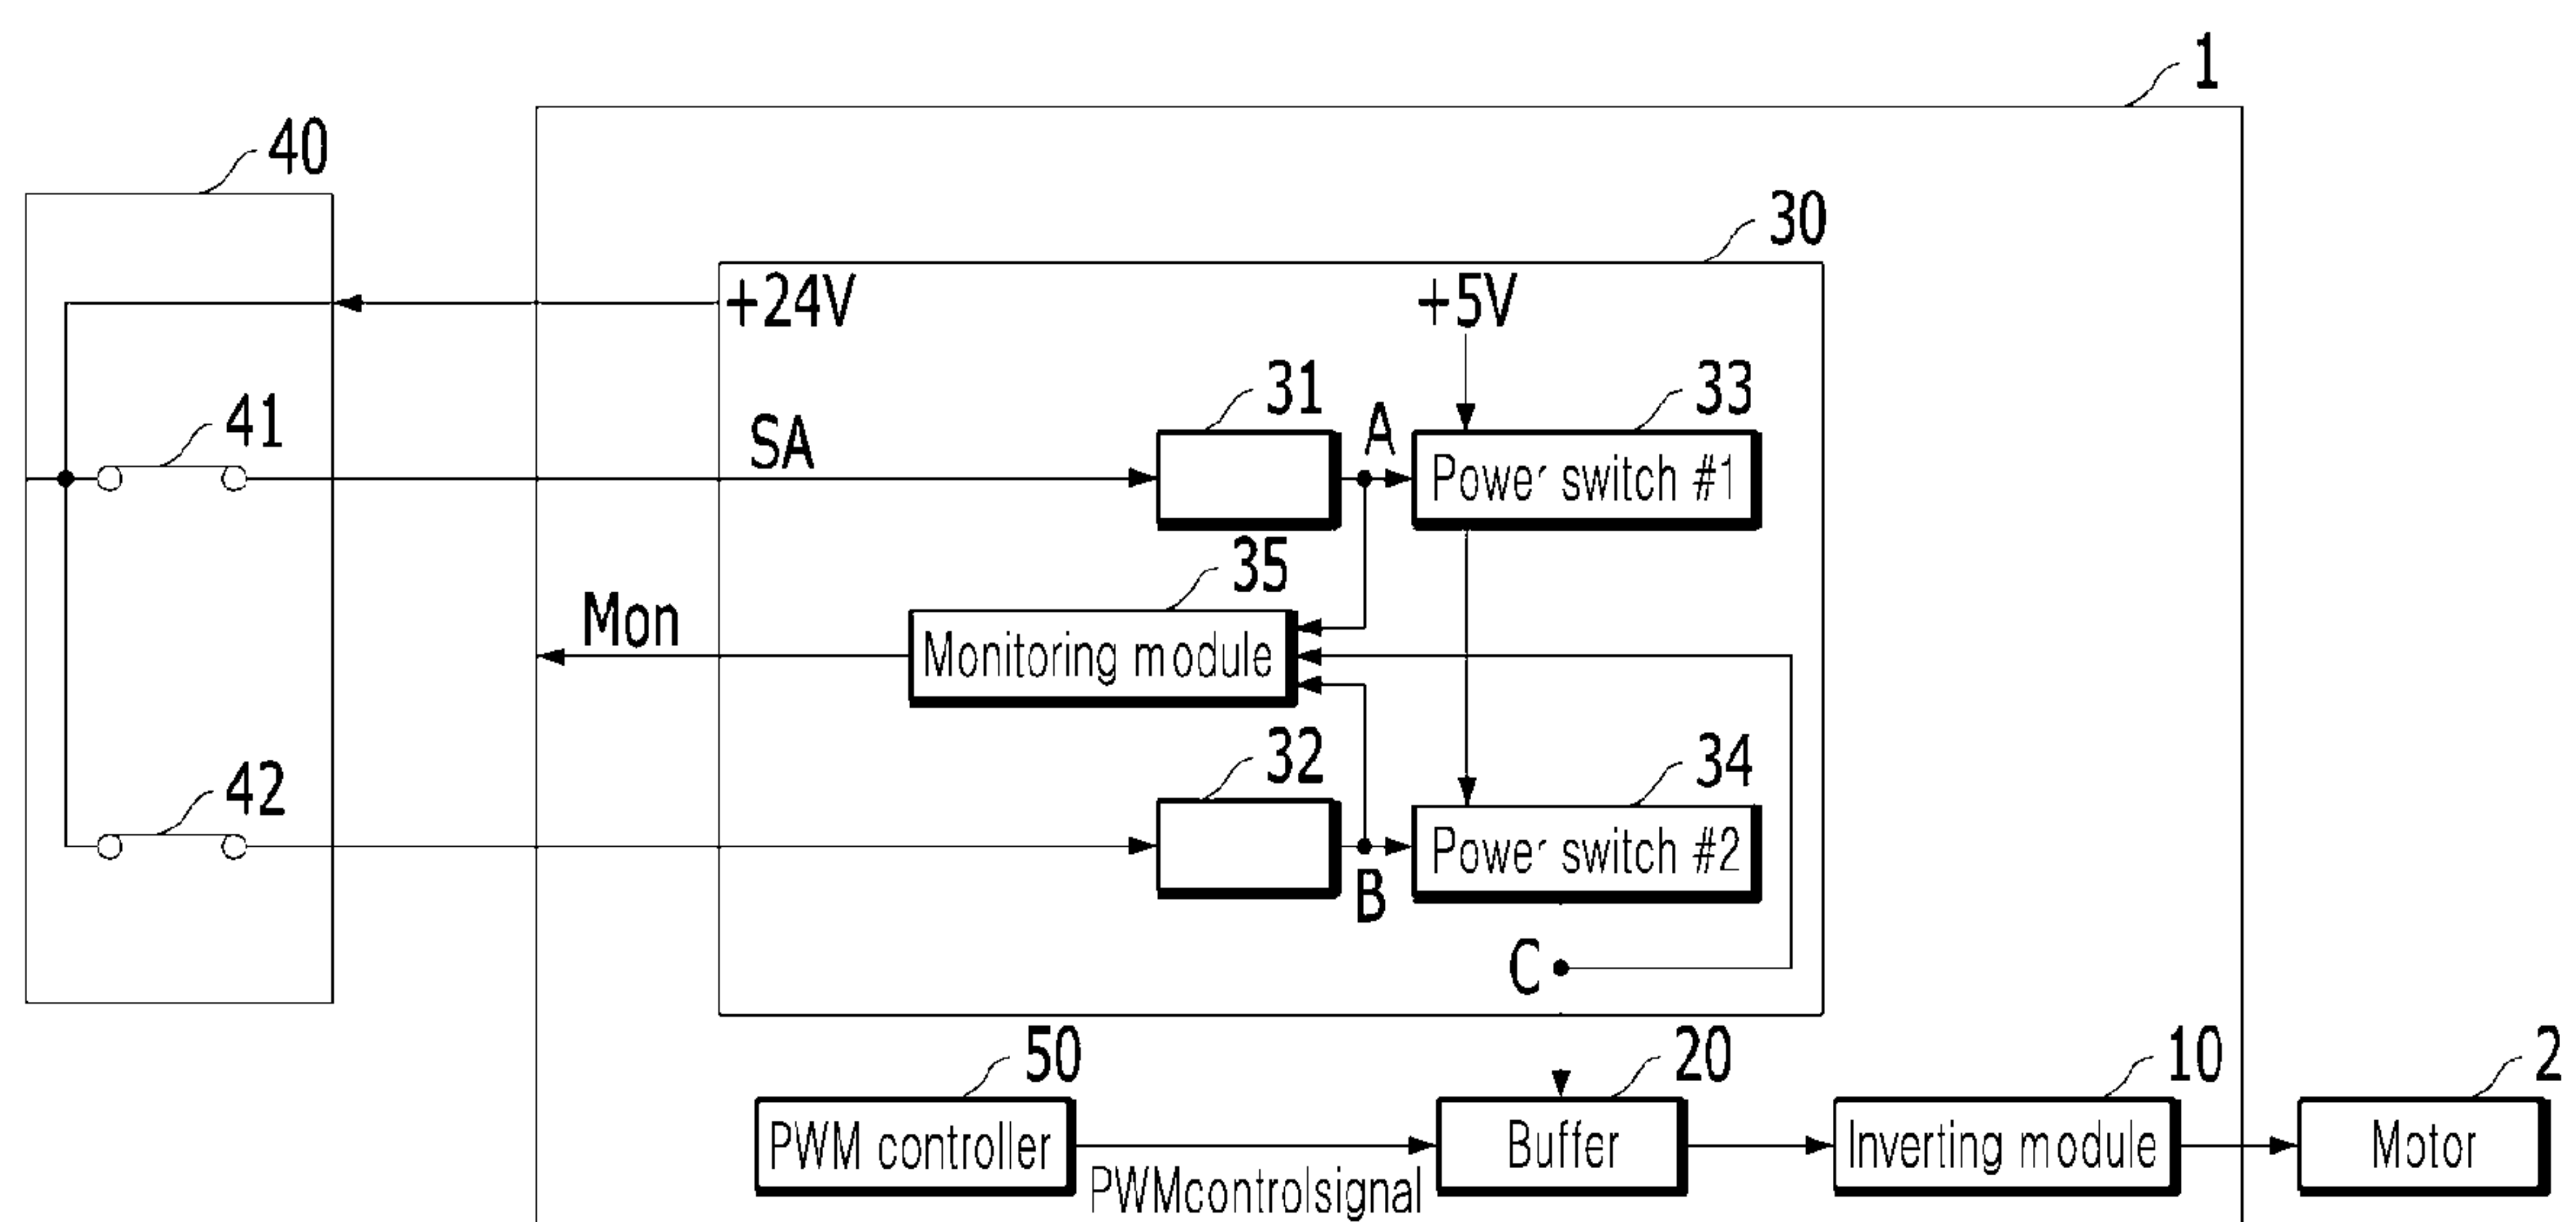 1
40
30
+24V
+5V
31
33
41
SA
A
Power switch #1
35
Mon
Monitoring module
32
34
42
Power switch #2
B
C
50
20
10
2
PWM controller
Buffer
Inverting module
Motor
PWMcontrolsignal